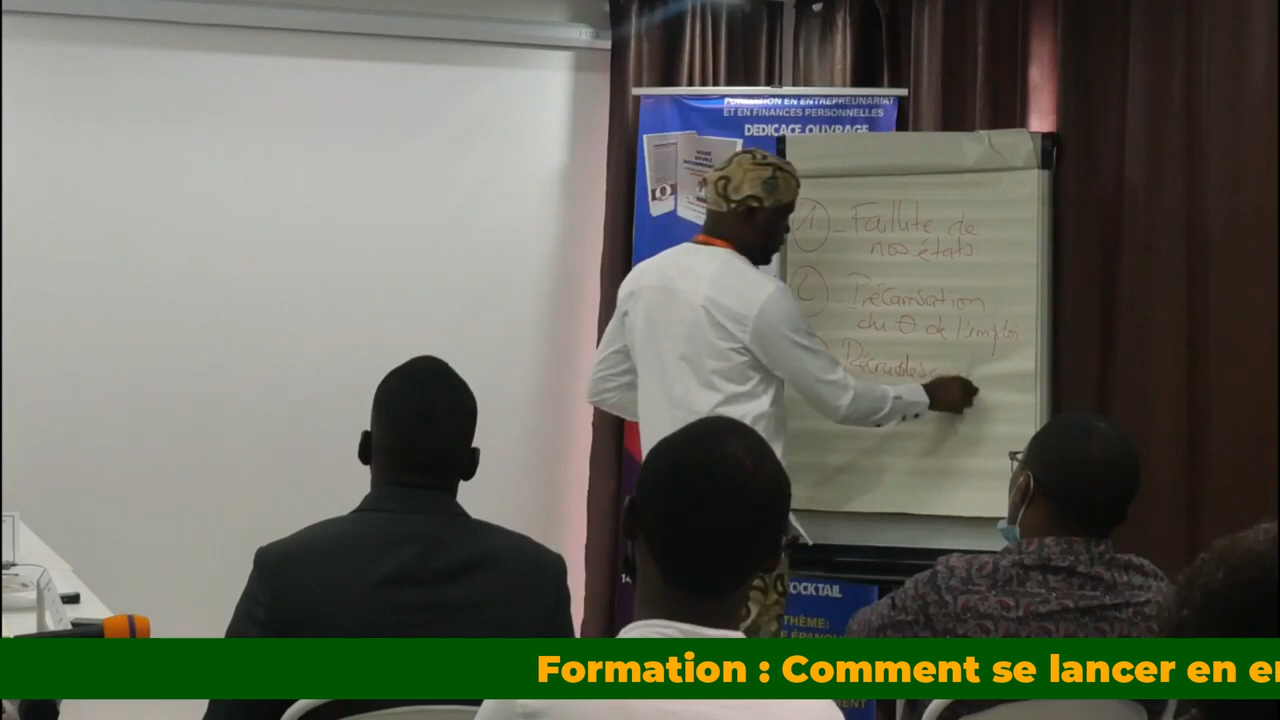 FORMATION EN ENTREPREUNARIAT
ET EN FINANCES PERSONNELLES
DEDICACE OUVRAGE
VOUS
1 - Faillite de
nos états
2 - Précarisation
du θ de l'emploi
COCKTAIL
THÈME:
Formation : Comment se lancer en